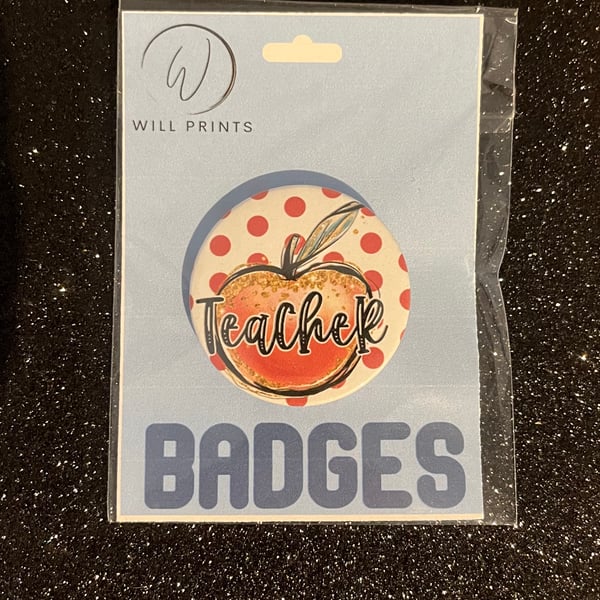 W
WILL PRINTS
TEACHER
BADGES